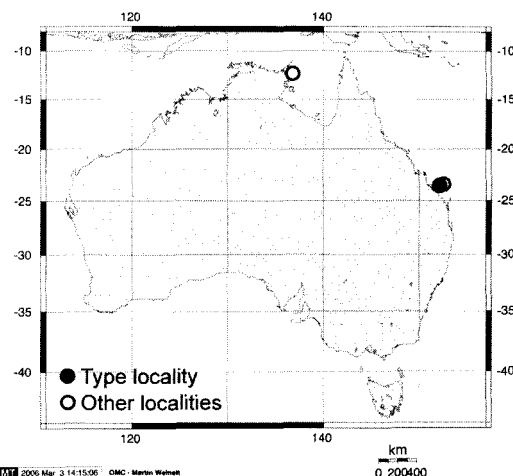 120 140
-10 -10
-15 -15
-20 -20
-25 -25
-30 -30
-35 -35
-40 -40
Type locality
Other localities
120 140
km
0 200400
GMT 2006 Mar 3 14:15:06 OMC - Martin Weinelt